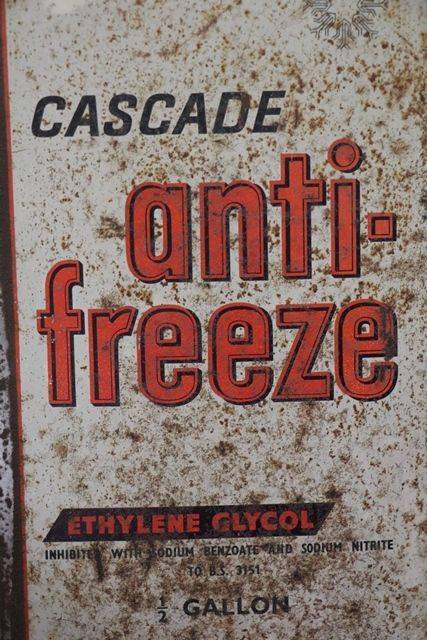 CASCADE
anti-
freeze
ETHYLENE GLYCOL
INHIBITED WITH SODIUM BENZOATE AND SODIUM NITRITE
TO B.S. 3151
½ GALLON